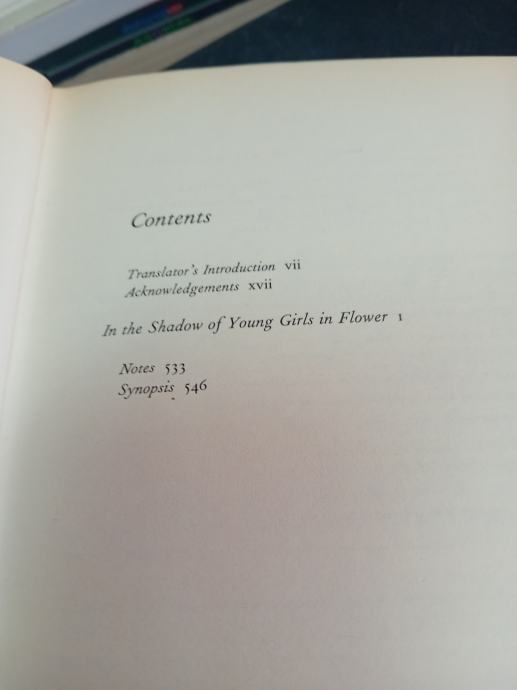 Contents
Translator's Introduction vii
Acknowledgements xvii
In the Shadow of Young Girls in Flower 1
Notes 533
Synopsis 546